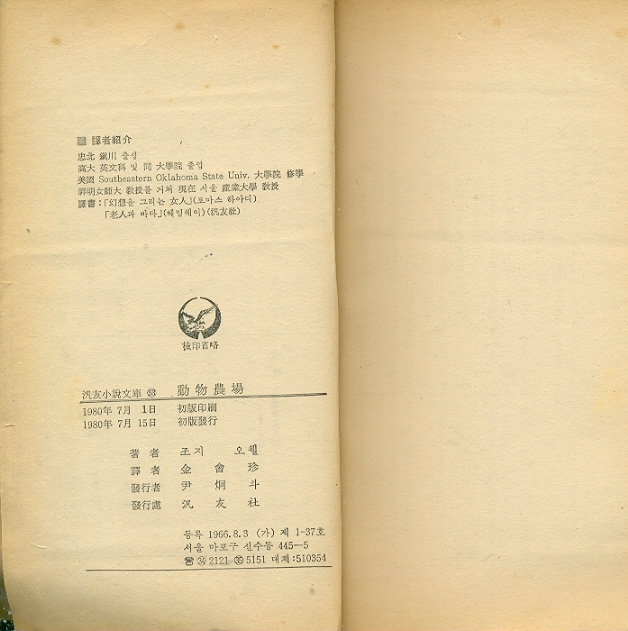 譯者紹介
忠北 鎭川 출생
高大 英文科 및 同 大學院 졸업
美國 Southeastern Oklahoma State Univ. 大學院 修學
祥明女師大 敎授를 거쳐 現在 서울 産業大學 敎授
譯書 : 「幻想을 그리는 女人」(토마스 하아디)
「老人과 바다」(헤밍웨이)(汎友社)
檢印省略
汎友小說文庫 動物農場
1980年 7月 1日 初版印刷
1980年 7月 15日 初版發行
著者 조지 오웰
譯者 金會珍
發行者 尹炯斗
發行處 汎友社
등록 1966.8.3 (가) 제 1-37호
서울 마포구 신수동 445—5
☎ 2121 5151 대체:510354